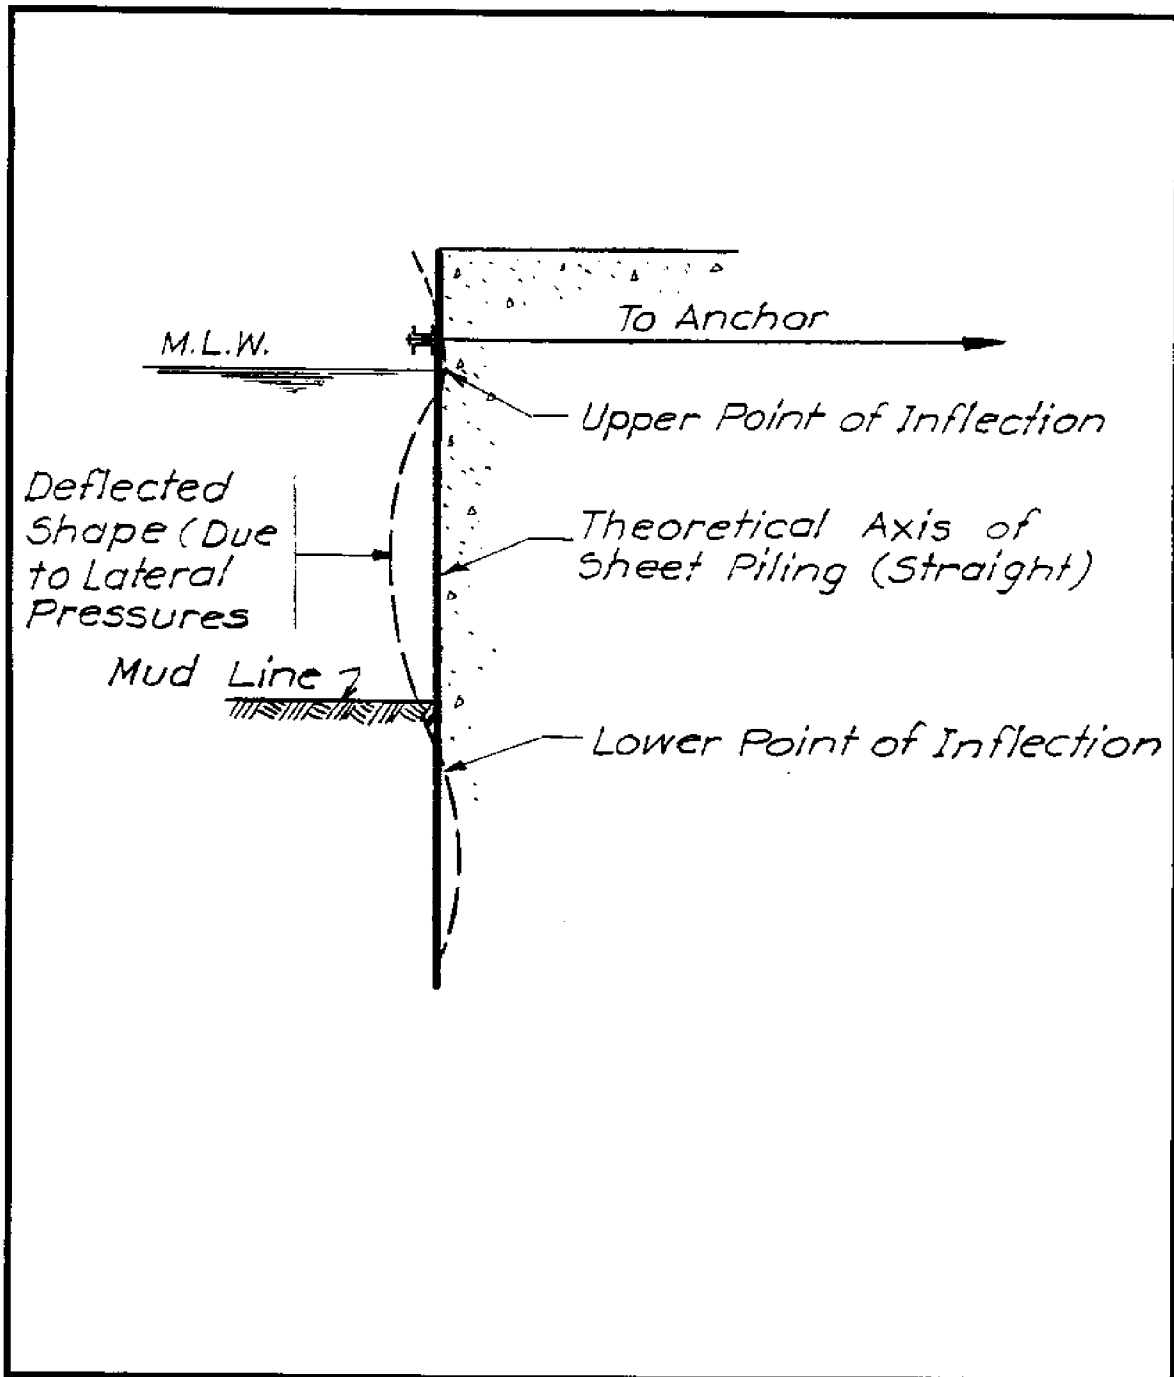 To Anchor
M.L.W.
Upper Point of Inflection
Deflected
Shape (Due
to Lateral
Pressures
Theoretical Axis of
Sheet Piling (Straight)
Mud Line
Lower Point of Inflection